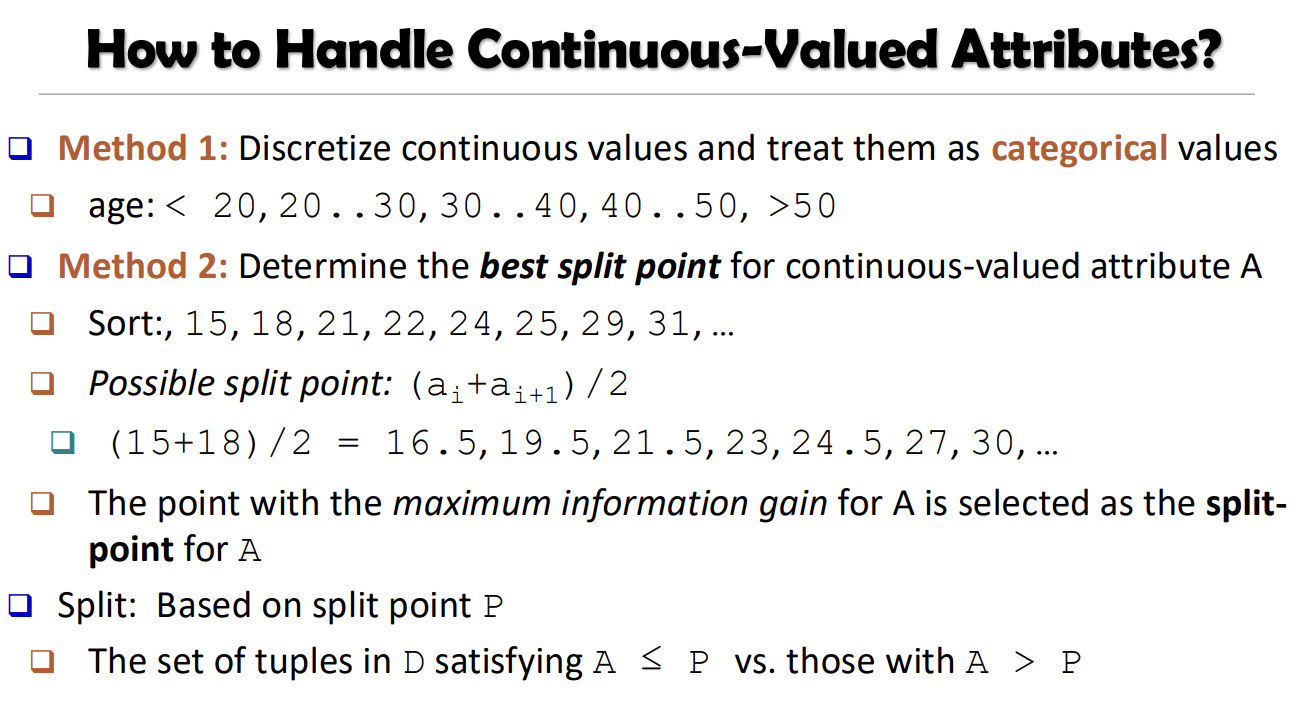 How to Handle Continuous-Valued Attributes?
Method 1: Discretize continuous values and treat them as categorical values
age: < 20, 20..30, 30..40, 40..50, >50
Method 2: Determine the best split point for continuous-valued attribute A
Sort:, 15, 18, 21, 22, 24, 25, 29, 31, …
Possible split point: (ai+ai+1)/2
(15+18)/2 = 16.5, 19.5, 21.5, 23, 24.5, 27, 30, …
The point with the maximum information gain for A is selected as the split-
point for A
Split: Based on split point P
The set of tuples in D satisfying A ≤ P vs. those with A > P